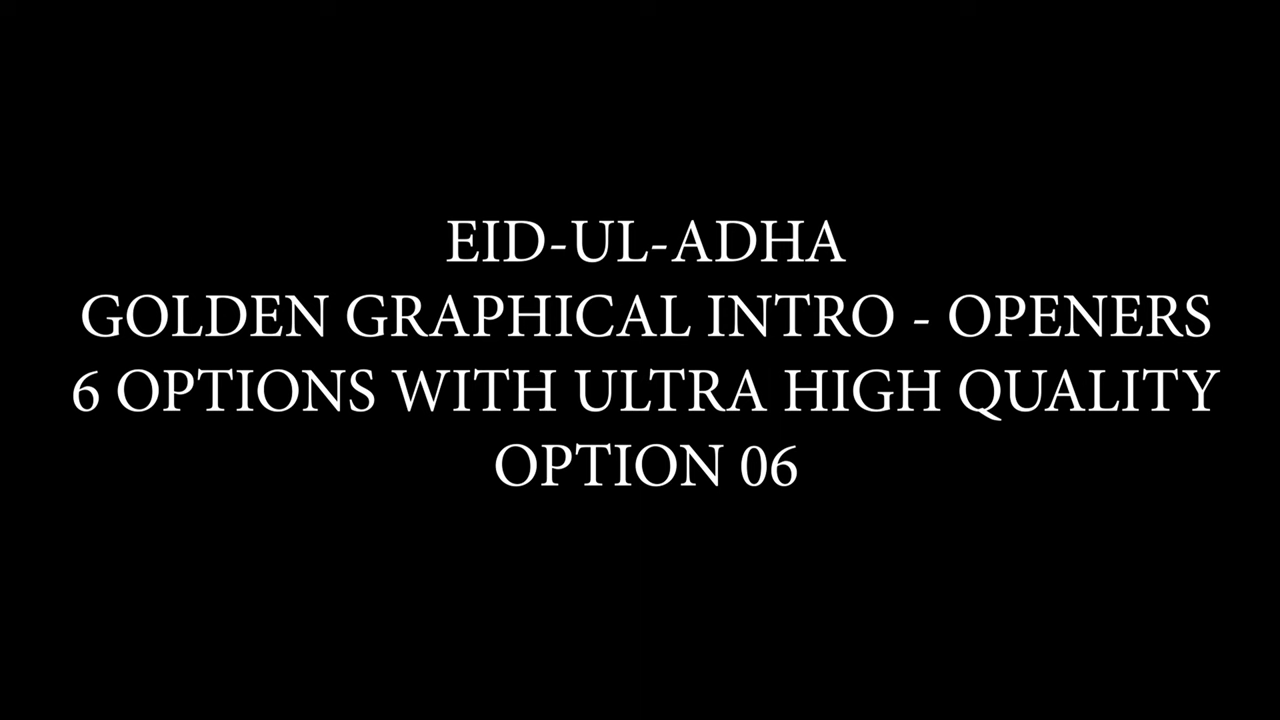 EID-UL-ADHA
GOLDEN GRAPHICAL INTRO - OPENERS
6 OPTIONS WITH ULTRA HIGH QUALITY
OPTION 06